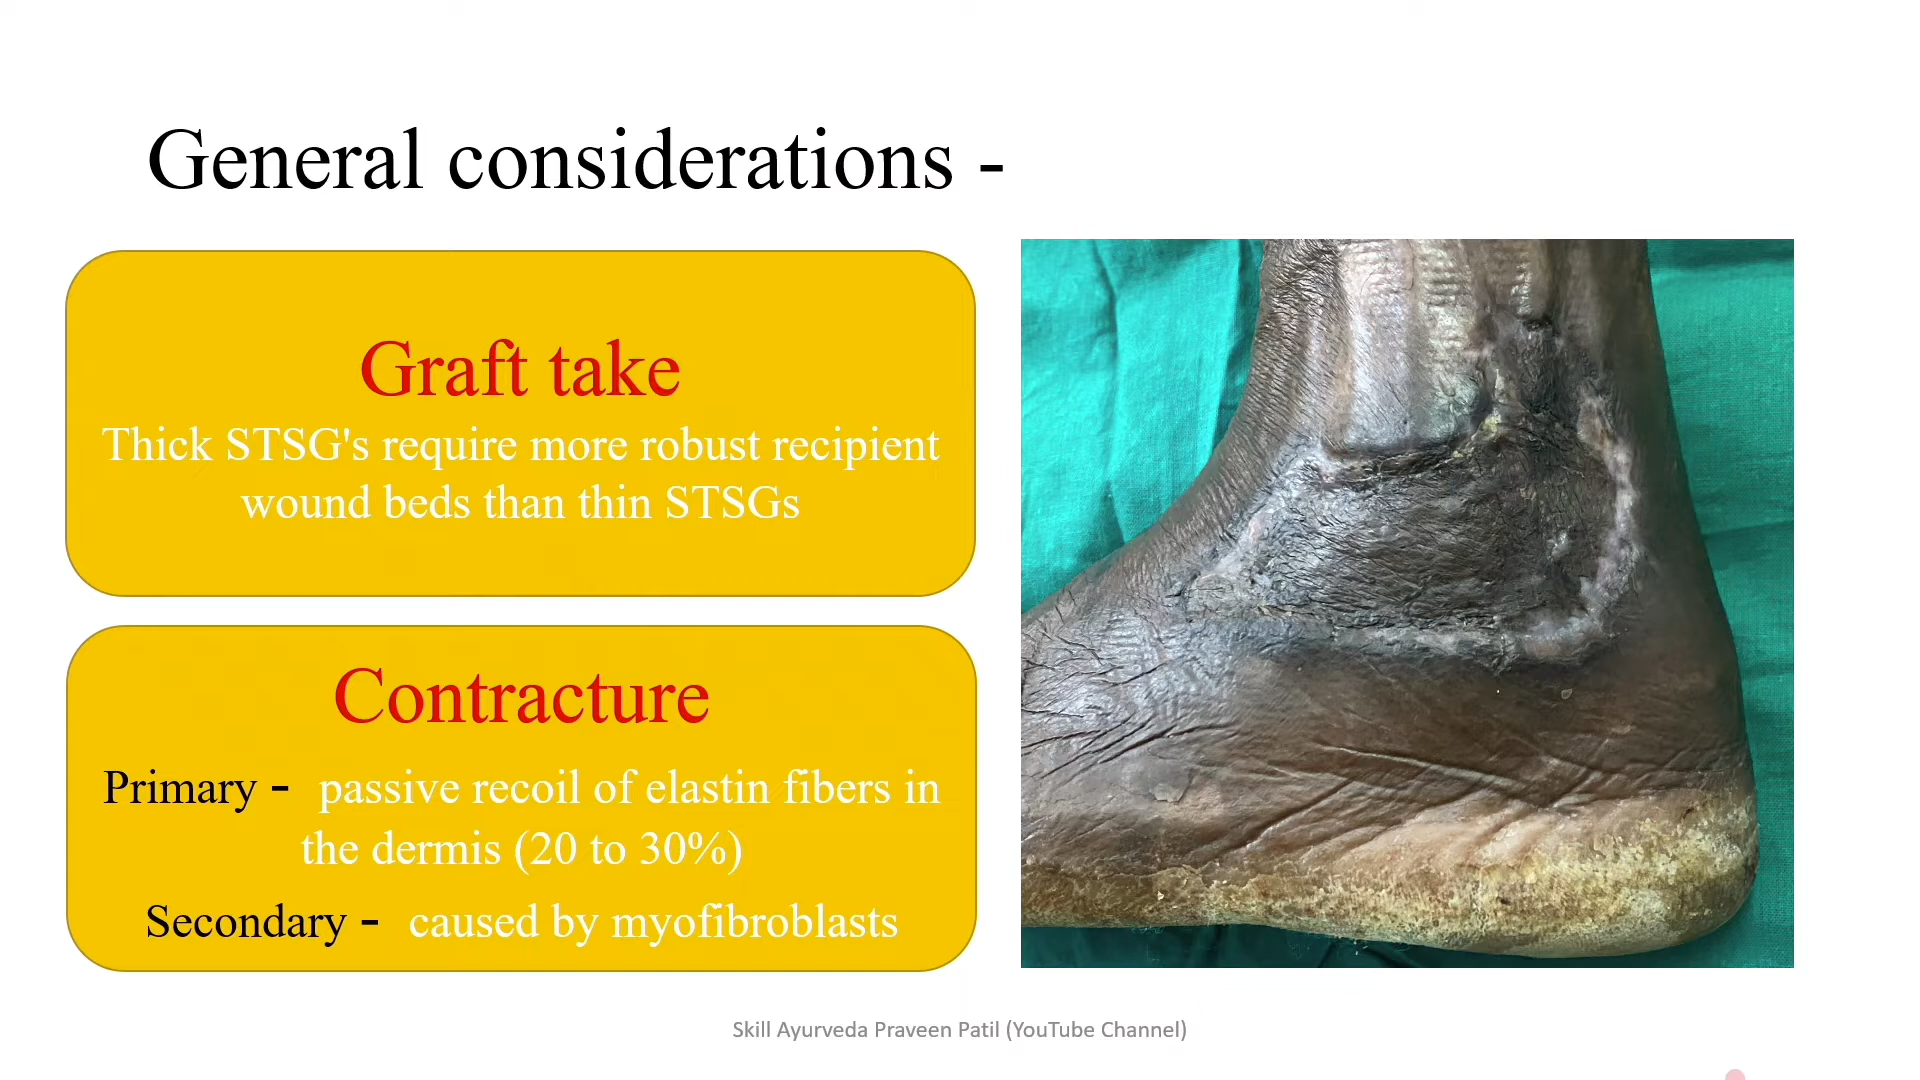 General considerations -
Graft take
Thick STSG's require more robust recipient
wound beds than thin STSGs
Contracture
Primary - passive recoil of elastin fibers in
the dermis (20 to 30%)
Secondary - caused by myofibroblasts
Skill Ayurveda Praveen Patil (YouTube Channel)